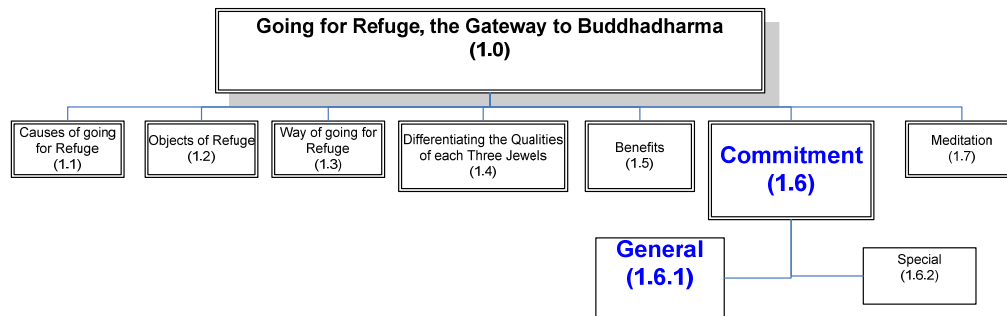 Going for Refuge, the Gateway to Buddhadharma
(1.0)
Causes of going
for Refuge
(1.1)
Objects of Refuge
(1.2)
Way of going for
Refuge
(1.3)
Differentiating the Qualities
of each Three Jewels
(1.4)
Benefits
(1.5)
Commitment
(1.6)
Meditation
(1.7)
General
(1.6.1)
Special
(1.6.2)